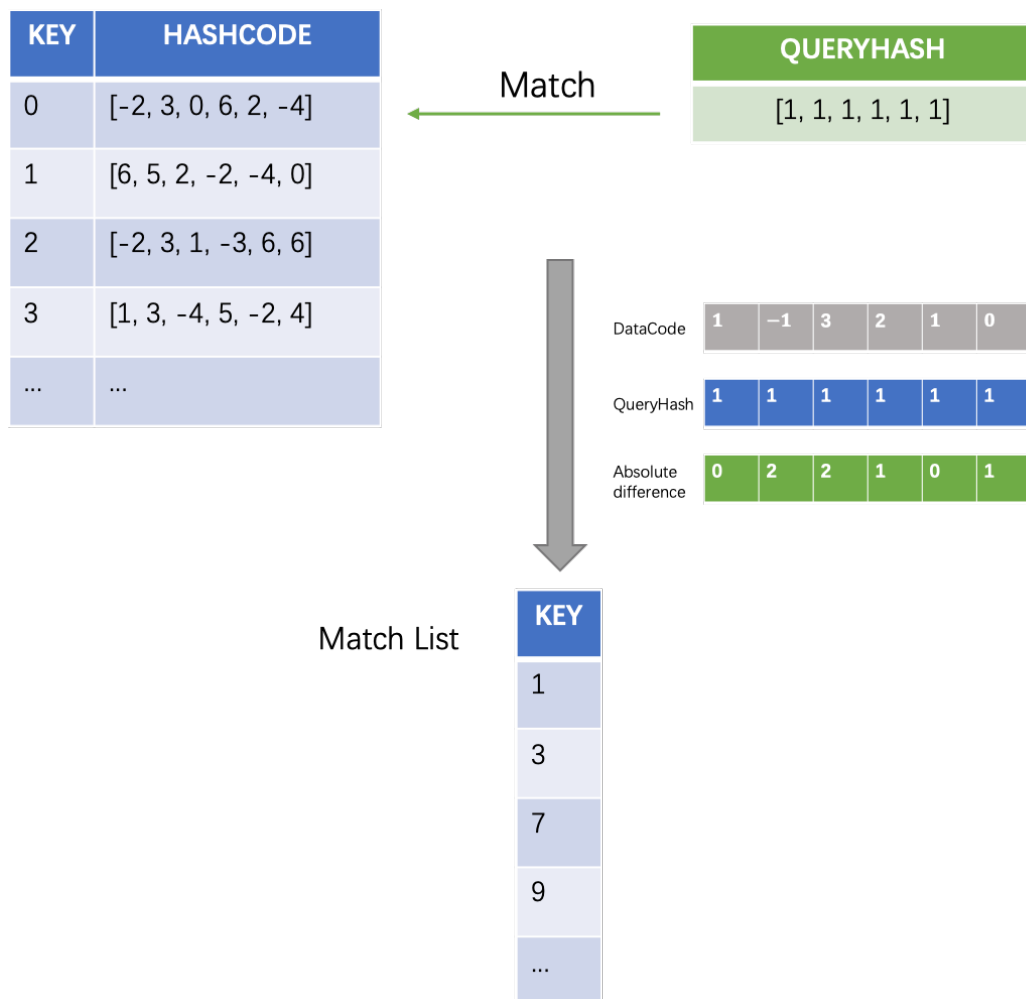 KEY HASHCODE
0 [-2, 3, 0, 6, 2, -4]
1 [6, 5, 2, -2, -4, 0]
2 [-2, 3, 1, -3, 6, 6]
3 [1, 3, -4, 5, -2, 4]
... ...
Match
QUERYHASH
[1, 1, 1, 1, 1, 1]
DataCode 1 −1 3 2 1 0
QueryHash 1 1 1 1 1 1
Absolute
difference 0 2 2 1 0 1
Match List
KEY
1
3
7
9
...